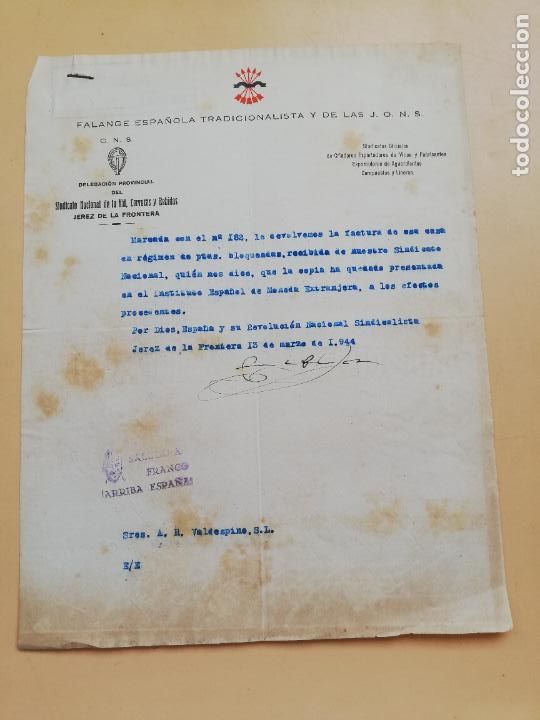 FALANGE ESPAÑOLA TRADICIONALISTA Y DE LAS J. O. N. S.
C. N. S.
DELEGACIÓN PROVINCIAL
DEL
Sindicato Nacional de la Vid, Cervezas y Bebidas
JEREZ DE LA FRONTERA
Sindicatos Oficiales
de Criadores Exportadores de Vinos y Fabricantes
Exportadores de Aguardientes
Compuestos y Licores.
Marcada con el nº 182, le devolvemos la factura de esa casa
en régimen de ptas. bloqueadas, recibida de nuestro Sindicato
Nacional, quién nos dice, que la copia ha quedado presentada
en el Instituto Español de Moneda Extranjera, a los efectos
procedentes.
Por Dios, España y su Revolución Nacional Sindicalista
Jerez de la Frontera 13 de marzo de 1.944
SALUDO A
FRANCO
¡ARRIBA ESPAÑA!
Sres. A. R. Valdespino, S.L.
E/E
todocoleccion.net